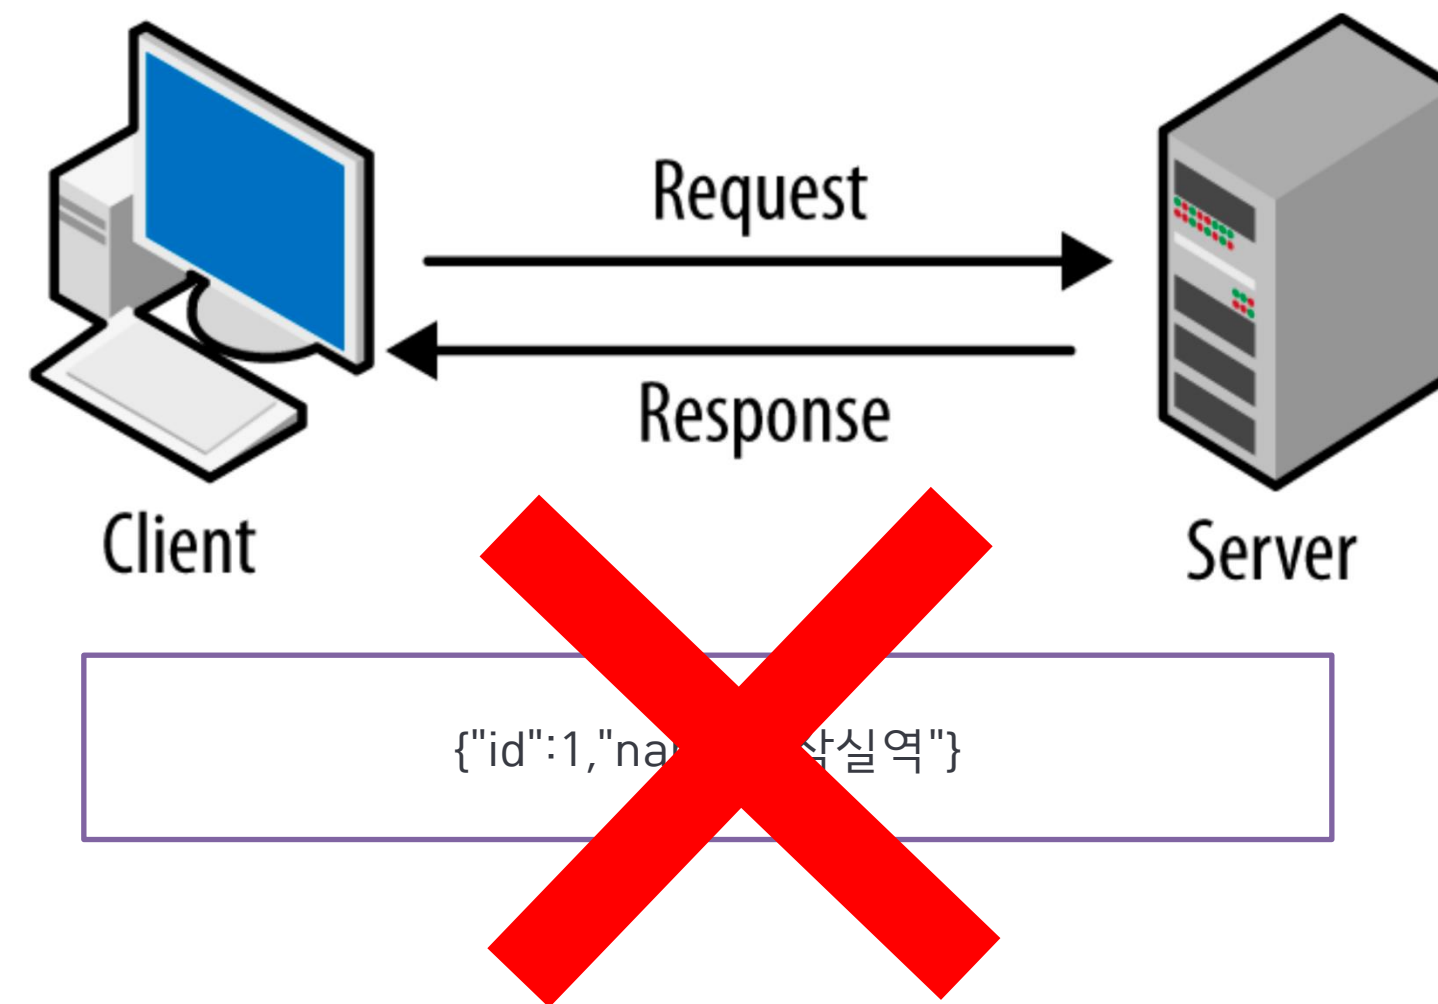 Request
Response
Client
Server
{"id":1,"na 실역"}